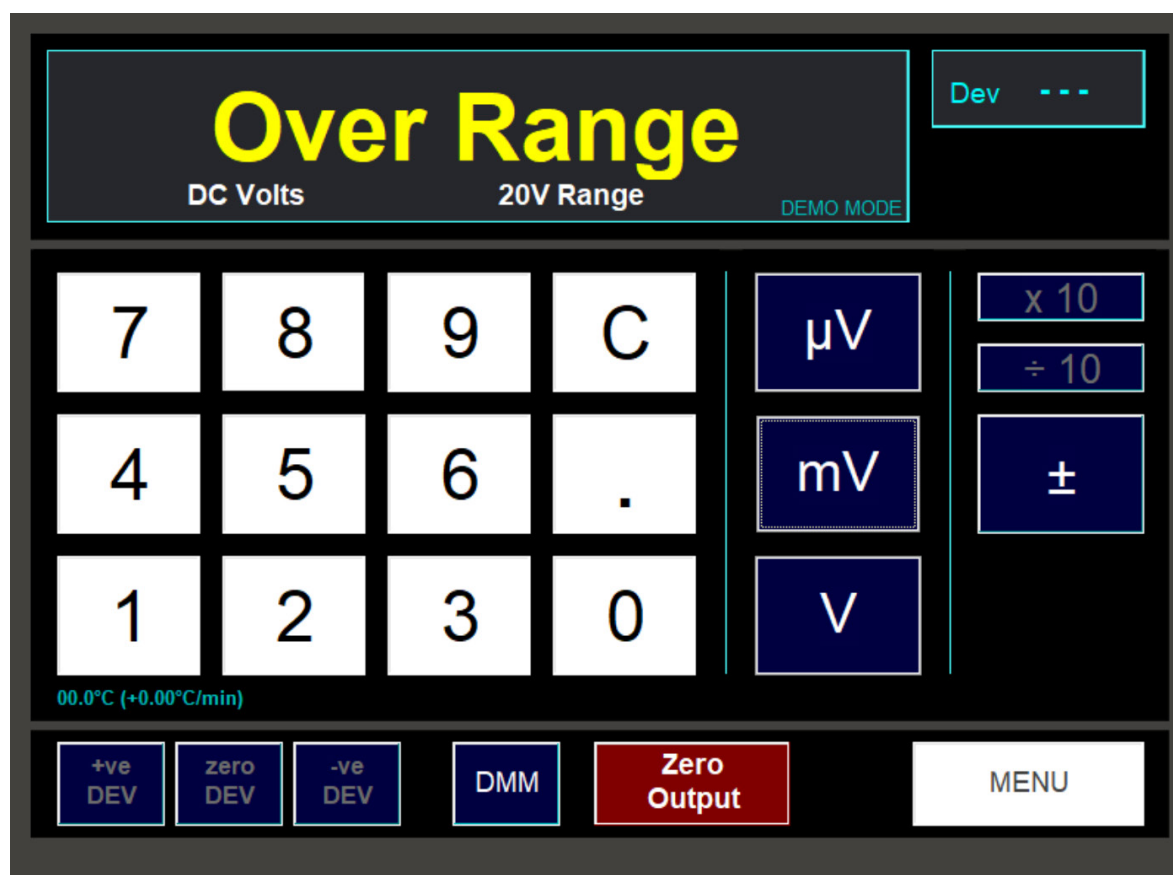 Over Range
DC Volts 20V Range DEMO MODE
Dev ---
7 8 9 C µV x 10
÷ 10
4 5 6 . mV ±
1 2 3 0 V
00.0°C (+0.00°C/min)
+ve
DEV
zero
DEV
-ve
DEV
DMM
Zero
Output
MENU